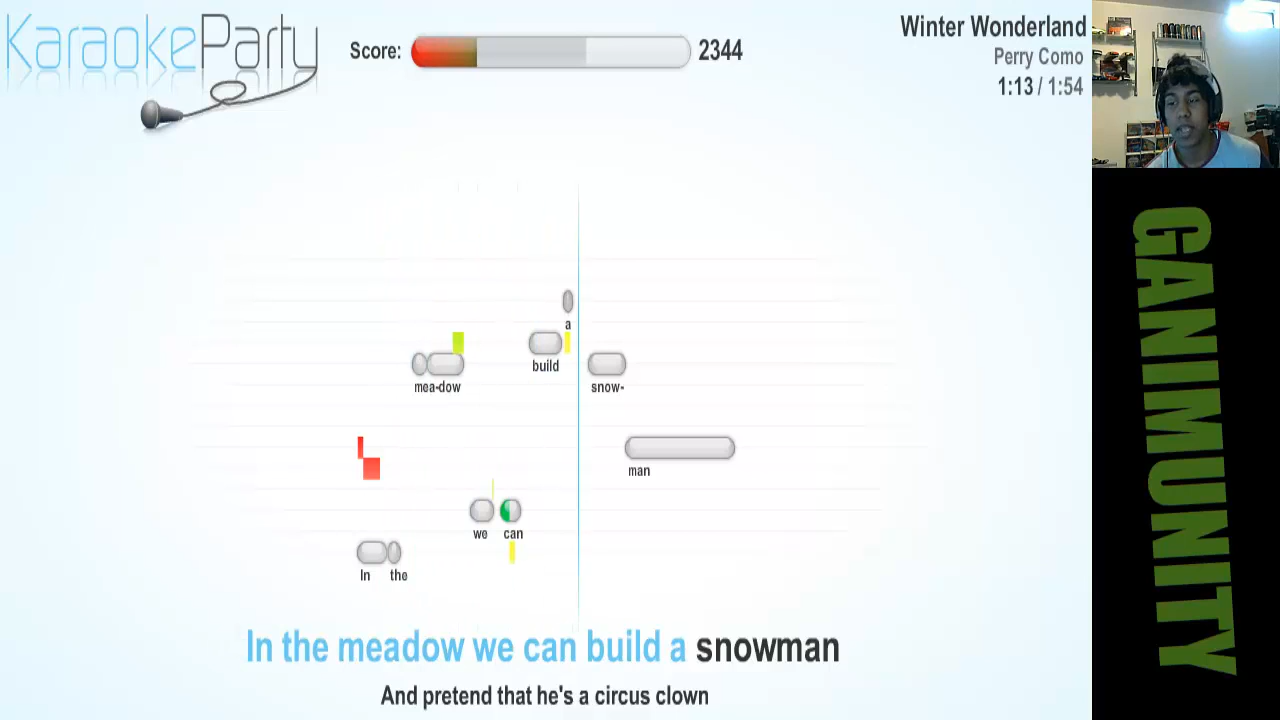 KaraokeParty
Score: 2344
Winter Wonderland
Perry Como
1:13 / 1:54
a
build
mea-dow
snow-
man
we can
In the
In the meadow we can build a snowman
And pretend that he's a circus clown
GANIMUNITY